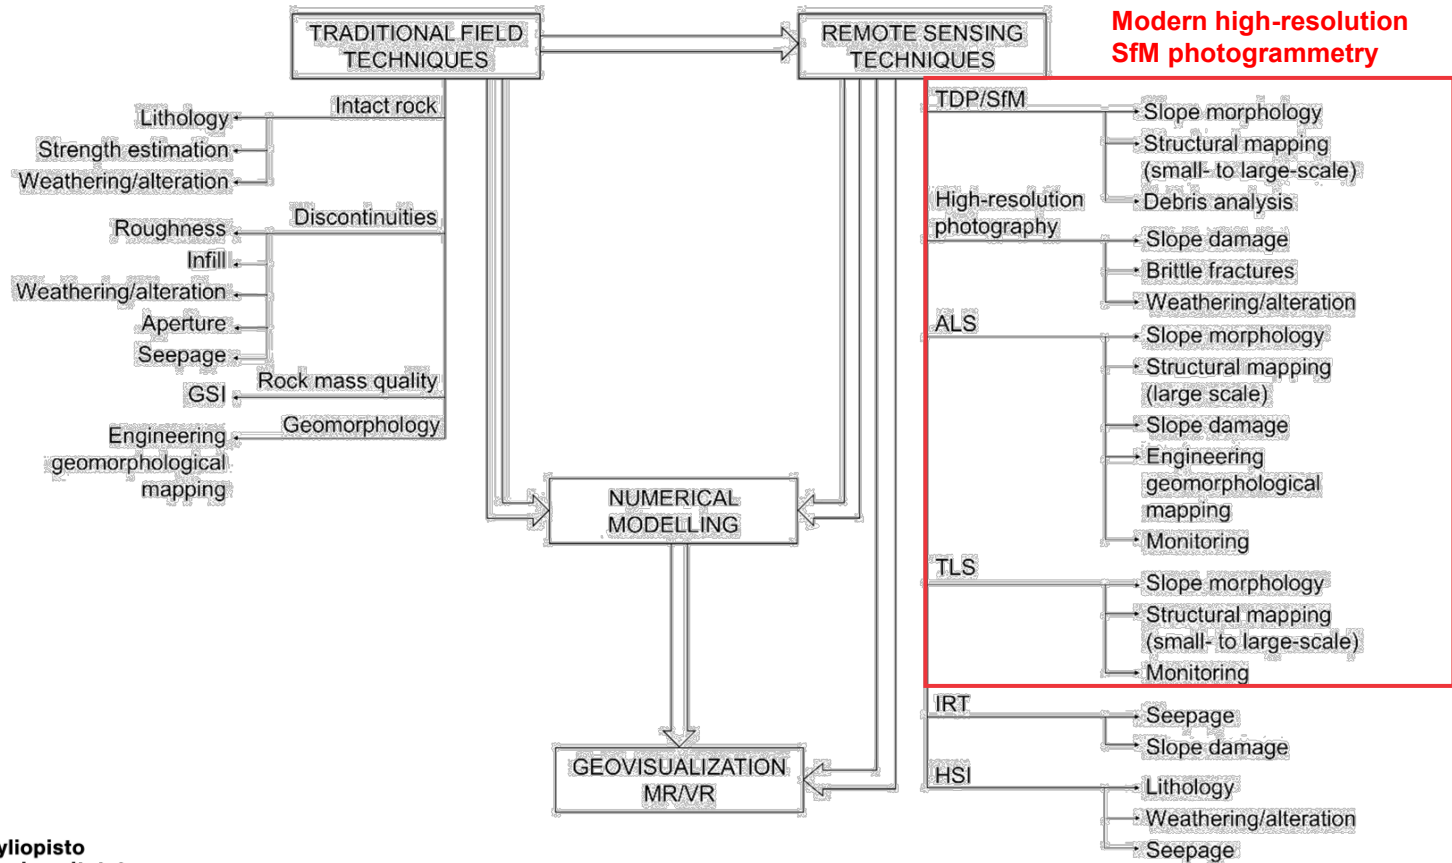 TRADITIONAL FIELD
TECHNIQUES
REMOTE SENSING
TECHNIQUES
Modern high-resolution
SfM photogrammetry
Intact rock
Lithology
Strength estimation
Weathering/alteration
Discontinuities
Roughness
Infill
Weathering/alteration
Aperture
Seepage
Rock mass quality
GSI
Geomorphology
Engineering
geomorphological
mapping
NUMERICAL
MODELLING
GEOVISUALIZATION
MR/VR
TDP/SfM
Slope morphology
Structural mapping
(small- to large-scale)
Debris analysis
High-resolution
photography
Slope damage
Brittle fractures
Weathering/alteration
ALS
Slope morphology
Structural mapping
(large scale)
Slope damage
Engineering
geomorphological
mapping
Monitoring
TLS
Slope morphology
Structural mapping
(small- to large-scale)
Monitoring
IRT
Seepage
Slope damage
HSI
Lithology
Weathering/alteration
Seepage
yliopisto